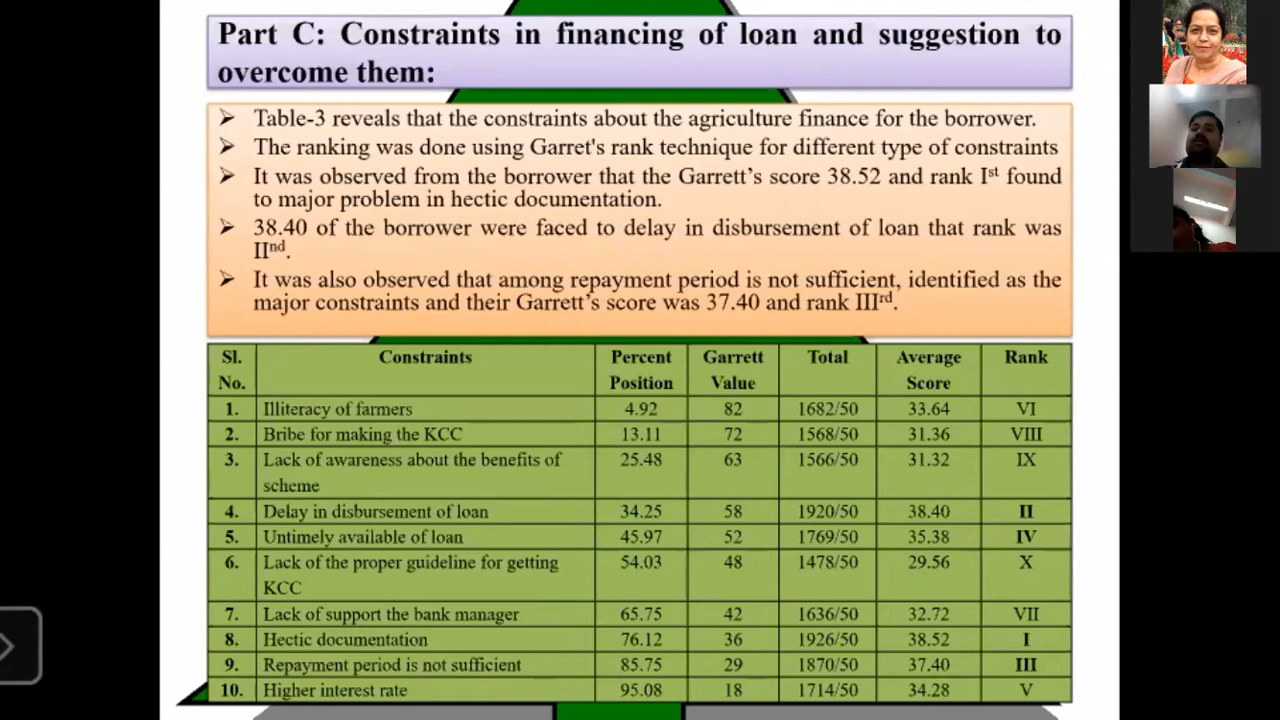 Part C: Constraints in financing of loan and suggestion to
overcome them:
➢ Table-3 reveals that the constraints about the agriculture finance for the borrower.
➢ The ranking was done using Garret's rank technique for different type of constraints
➢ It was observed from the borrower that the Garrett's score 38.52 and rank Iˢᵗ found
to major problem in hectic documentation.
➢ 38.40 of the borrower were faced to delay in disbursement of loan that rank was
IIⁿᵈ.
➢ It was also observed that among repayment period is not sufficient, identified as the
major constraints and their Garrett's score was 37.40 and rank IIIʳᵈ.
Sl. Constraints Percent Garrett Total Average Rank
No. Position Value Score
1. Illiteracy of farmers 4.92 82 1682/50 33.64 VI
2. Bribe for making the KCC 13.11 72 1568/50 31.36 VIII
3. Lack of awareness about the benefits of 25.48 63 1566/50 31.32 IX
scheme
4. Delay in disbursement of loan 34.25 58 1920/50 38.40 II
5. Untimely available of loan 45.97 52 1769/50 35.38 IV
6. Lack of the proper guideline for getting 54.03 48 1478/50 29.56 X
KCC
7. Lack of support the bank manager 65.75 42 1636/50 32.72 VII
8. Hectic documentation 76.12 36 1926/50 38.52 I
9. Repayment period is not sufficient 85.75 29 1870/50 37.40 III
10. Higher interest rate 95.08 18 1714/50 34.28 V